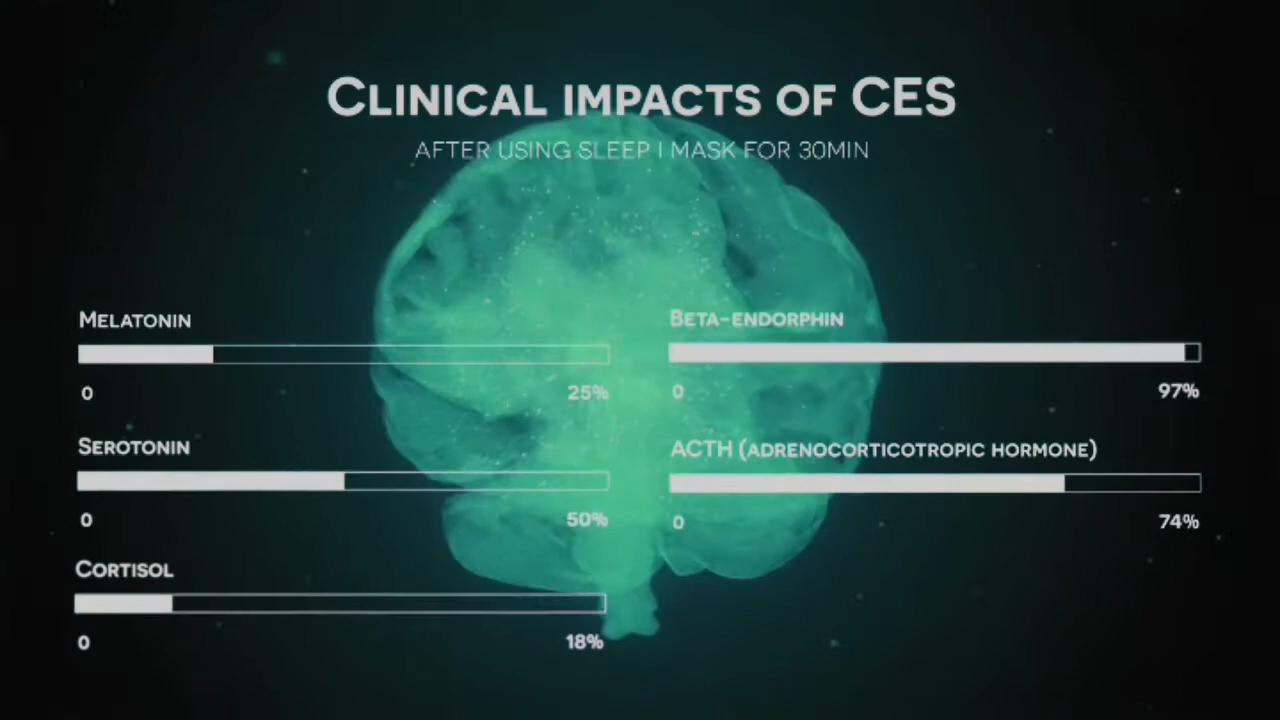 CLINICAL IMPACTS OF CES
AFTER USING SLEEP I MASK FOR 30MIN
MELATONIN
0 25%
SEROTONIN
0 50%
CORTISOL
0 18%
BETA-ENDORPHIN
0 97%
ACTH (ADRENOCORTICOTROPIC HORMONE)
0 74%